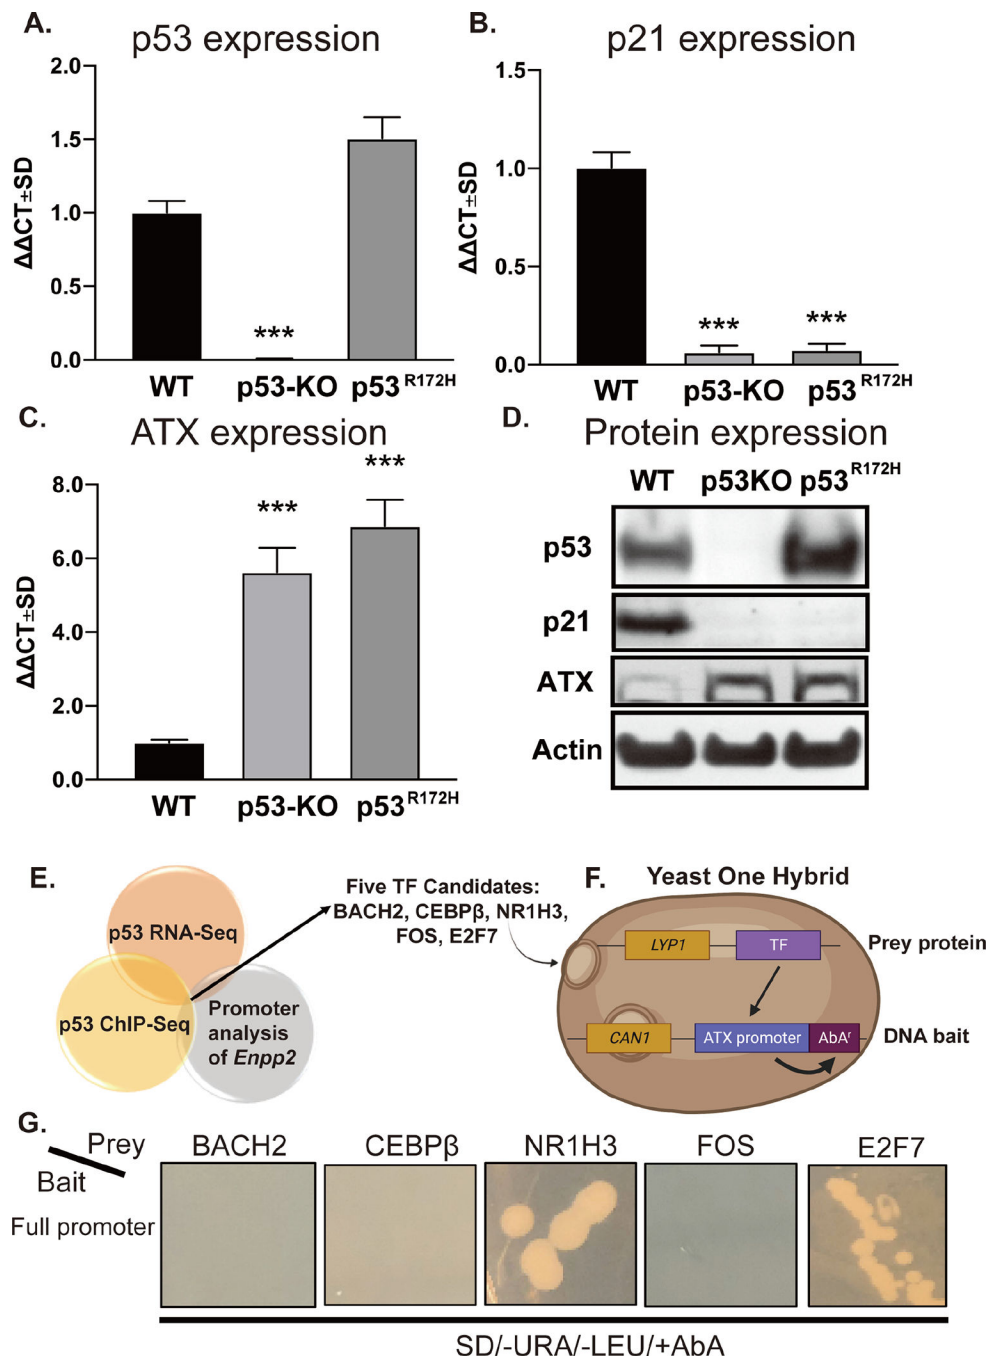 A.
p53 expression
2.0
1.5
1.0
0.5
0.0
ΔΔCT±SD
***
WT p53-KO p53R172H
B.
p21 expression
1.5
1.0
0.5
0.0
ΔΔCT±SD
***
***
WT p53-KO p53R172H
C.
ATX expression
8.0
6.0
4.0
2.0
0.0
ΔΔCT±SD
***
***
WT p53-KO p53R172H
D.
Protein expression
WT p53KO p53R172H
p53
p21
ATX
Actin
E.
p53 RNA-Seq
p53 ChIP-Seq
Promoter
analysis
of Enpp2
Five TF Candidates:
BACH2, CEBPβ, NR1H3,
FOS, E2F7
F.
Yeast One Hybrid
LYP1 TF Prey protein
CAN1 ATX promoter AbAr DNA bait
G.
Prey
Bait
BACH2 CEBPβ NR1H3 FOS E2F7
Full promoter
SD/-URA/-LEU/+AbA